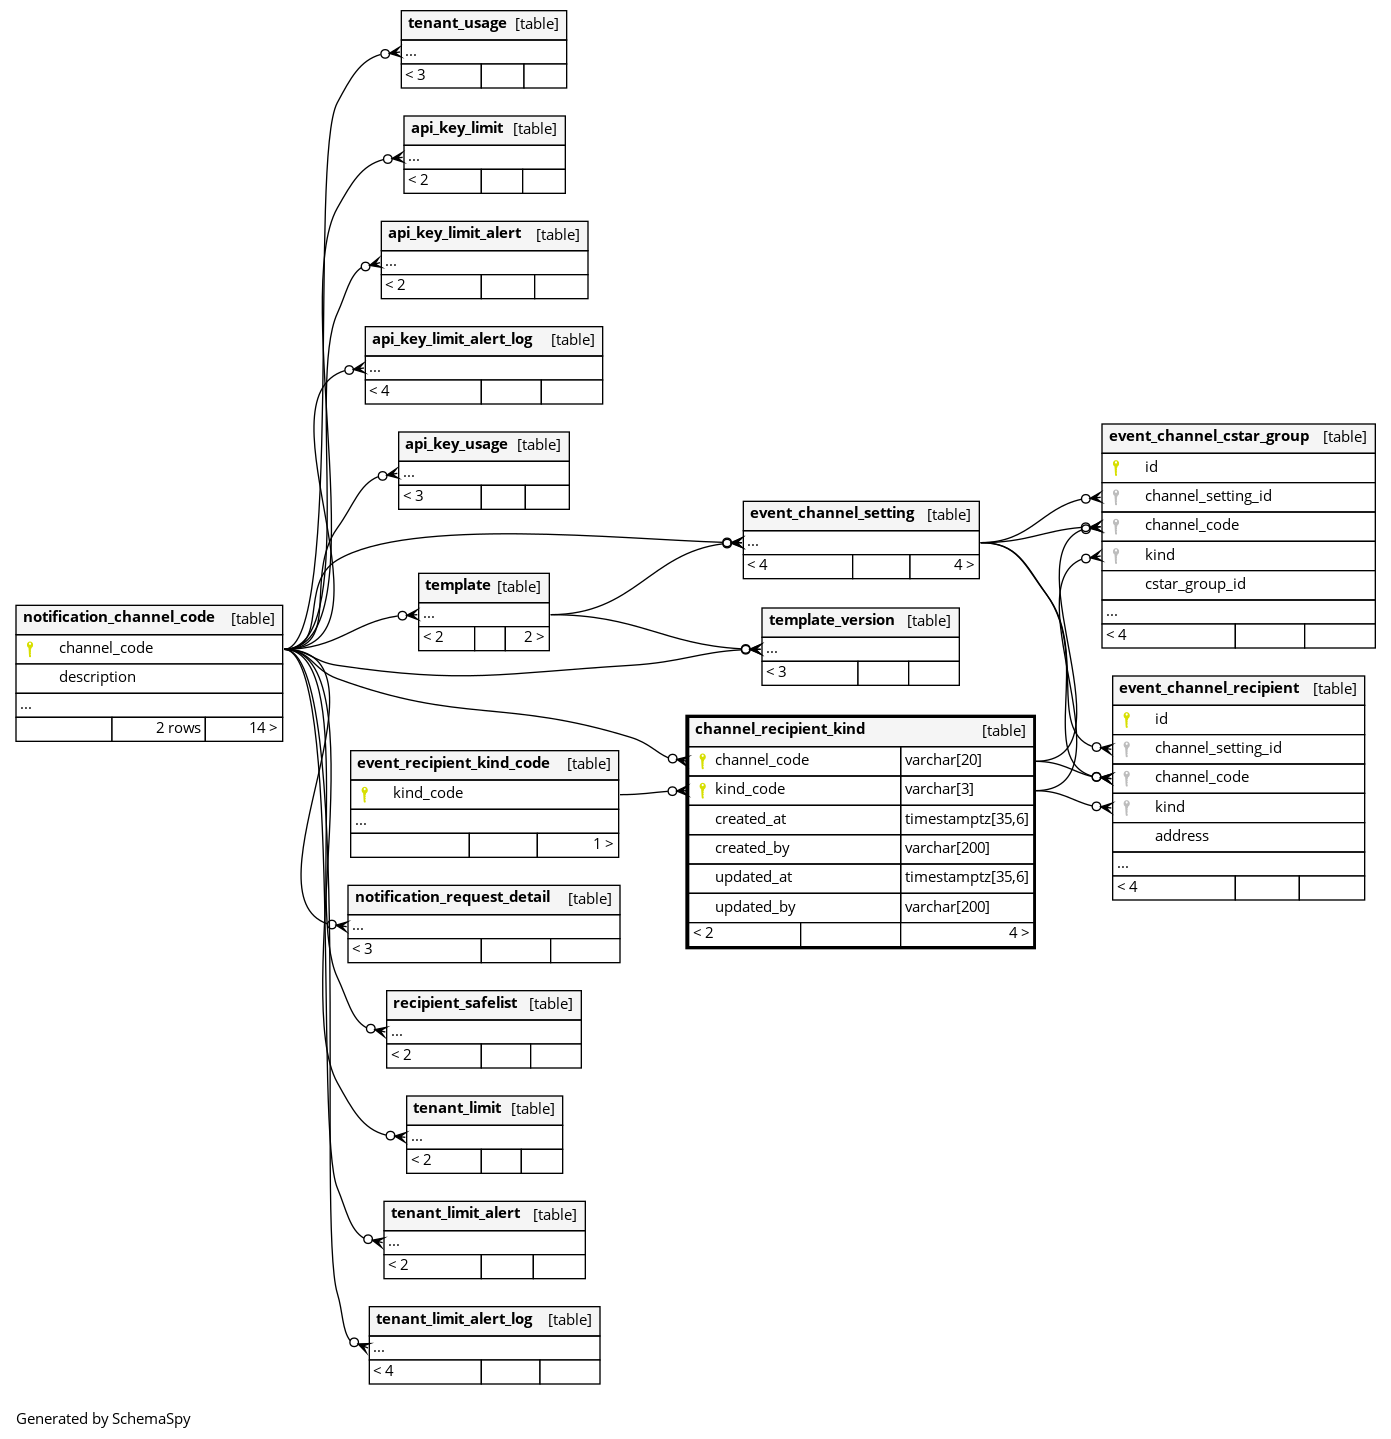 tenant_usage [table]
...
< 3
api_key_limit [table]
...
< 2
api_key_limit_alert [table]
...
< 2
api_key_limit_alert_log [table]
...
< 4
api_key_usage [table]
...
< 3
template [table]
...
< 2 2 >
notification_channel_code [table]
channel_code
description
...
2 rows 14 >
event_recipient_kind_code [table]
kind_code
...
1 >
notification_request_detail [table]
...
< 3
recipient_safelist [table]
...
< 2
tenant_limit [table]
...
< 2
tenant_limit_alert [table]
...
< 2
tenant_limit_alert_log [table]
...
< 4
event_channel_setting [table]
...
< 4 4 >
template_version [table]
...
< 3
channel_recipient_kind [table]
channel_code varchar[20]
kind_code varchar[3]
created_at timestamptz[35,6]
created_by varchar[200]
updated_at timestamptz[35,6]
updated_by varchar[200]
< 2 4 >
event_channel_cstar_group [table]
id
channel_setting_id
channel_code
kind
cstar_group_id
...
< 4
event_channel_recipient [table]
id
channel_setting_id
channel_code
kind
address
...
< 4
Generated by SchemaSpy